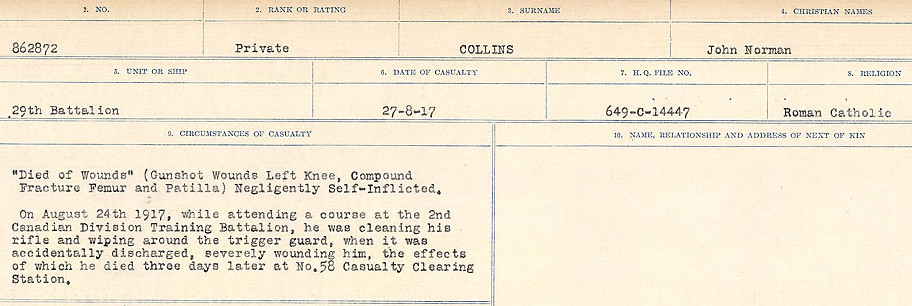 1. NO. 2. RANK OR RATING 3. SURNAME 4. CHRISTIAN NAMES
862872 Private COLLINS John Norman
5. UNIT OR SHIP 6. DATE OF CASUALTY 7. H.Q. FILE NO. 8. RELIGION
29th Battalion 27-8-17 649-C-14447 Roman Catholic
9. CIRCUMSTANCES OF CASUALTY 10. NAME, RELATIONSHIP AND ADDRESS OF NEXT OF KIN
"Died of Wounds" (Gunshot Wounds Left Knee, Compound
Fracture Femur and Patilla) Negligently Self-Inflicted.
On August 24th 1917, while attending a course at the 2nd
Canadian Division Training Battalion, he was cleaning his
rifle and wiping around the trigger guard, when it was
accidentally discharged, severely wounding him, the effects
of which he died three days later at No.58 Casualty Clearing
Station.